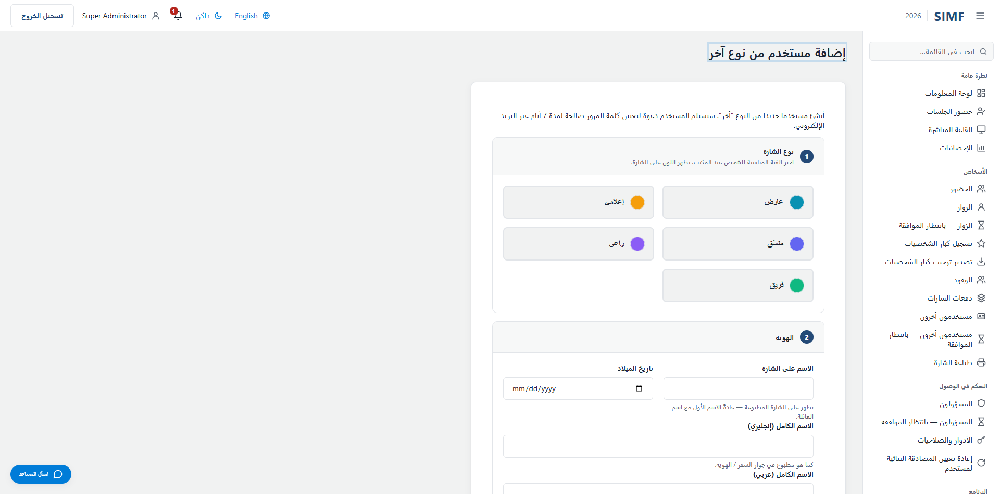 SIMF
2026
English
داكن
1
Super Administrator
تسجيل الخروج
ابحث في القائمة...
نظرة عامة
لوحة المعلومات
حضور الجلسات
القاعة المباشرة
الإحصائيات
الأشخاص
الحضور
الزوار
الزوار — بانتظار الموافقة
تسجيل كبار الشخصيات
تصدير ترحيب كبار الشخصيات
الوفود
دفعات الشارات
مستخدمون آخرون
مستخدمون آخرون — بانتظار
الموافقة
طباعة الشارة
التحكم في الوصول
المسؤولون
المسؤولون — بانتظار الموافقة
الأدوار والصلاحيات
إعادة تعيين المصادقة الثنائية
لمستخدم
البرنامج
إضافة مستخدم من نوع آخر
أنشئ مستخدمًا جديدًا من النوع "آخر". سيستلم المستخدم دعوة لتعيين كلمة المرور صالحة لمدة 7 أيام عبر البريد
الإلكتروني.
1
نوع الشارة
اختر الفئة المناسبة للشخص عند المكتب. يظهر اللون على الشارة.
عارض
إعلامي
منسّق
راعي
فريق
2
الهوية
الاسم على الشارة
تاريخ الميلاد
mm/dd/yyyy
يظهر على الشارة المطبوعة — عادةً الاسم الأول مع اسم
العائلة.
الاسم الكامل (إنجليزي)
كما هو مطبوع في جواز السفر / الهوية.
الاسم الكامل (عربي)
اسأل المساعد